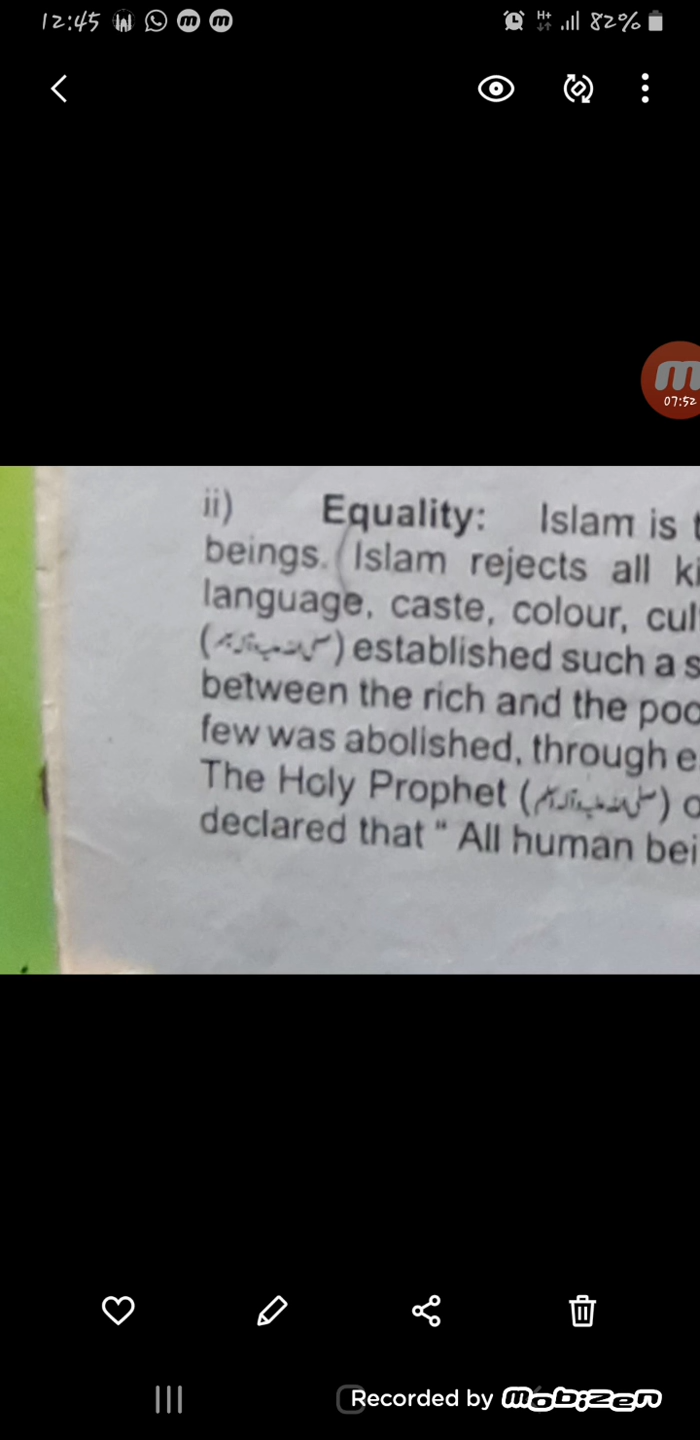 12:45
H+
82%
07:52
ii) Equality: Islam is
beings. (Islam rejects all
language, caste, colour,
( ) established such a
between the rich and the
few was abolished, through
The Holy Prophet ( )
declared that " All human
Recorded by Mobizen